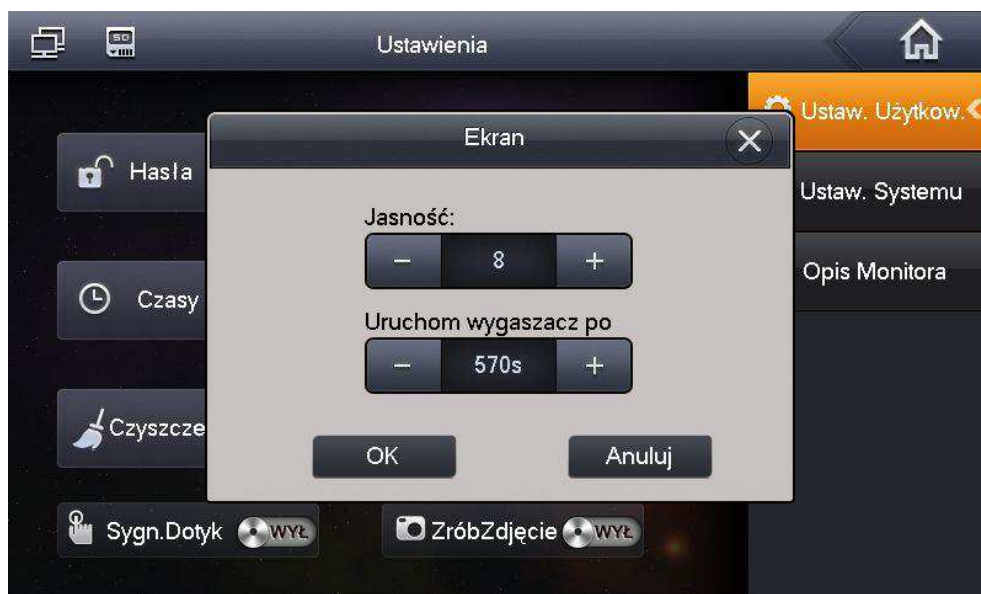 SD
Ustawienia
Ustaw. Użytkow.
Ekran
Hasła
Ustaw. Systemu
Jasność:
− 8 +
Opis Monitora
Czasy
Uruchom wygaszacz po
− 570s +
Czyszcze
OK Anuluj
Sygn.Dotyk WYŁ ZróbZdjęcie WYŁ